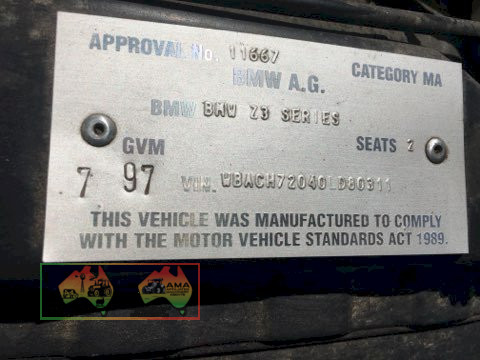 APPROVAL No. 11667
BMW A.G.
CATEGORY MA
BMW BMW Z3 SERIES
GVM
SEATS 2
7 97
VIN. WBACH72040LD80311
THIS VEHICLE WAS MANUFACTURED TO COMPLY
WITH THE MOTOR VEHICLE STANDARDS ACT 1989.
AMA